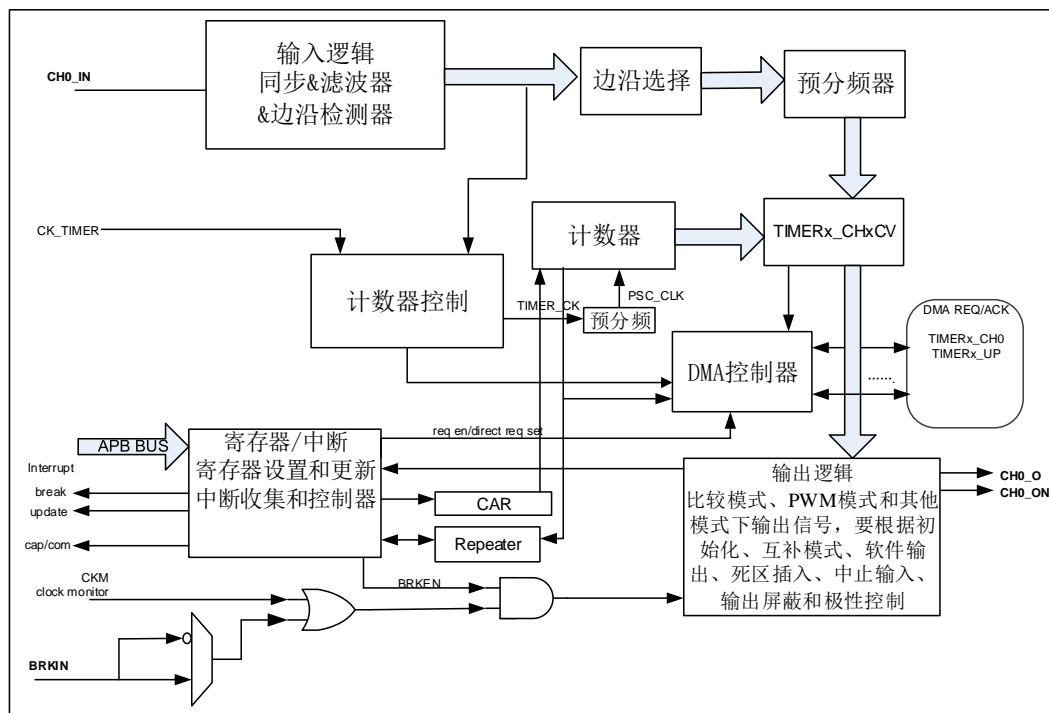 CH0_IN
输入逻辑
同步&滤波器
&边沿检测器
边沿选择
预分频器
CK_TIMER
计数器控制
计数器
TIMERx_CHxCV
TIMER_CK
PSC_CLK
预分频
DMA控制器
DMA REQ/ACK
TIMERx_CH0
TIMERx_UP
.......
APB BUS
寄存器/中断
寄存器设置和更新
中断收集和控制器
req en/direct req set
Interrupt
break
update
cap/com
CAR
Repeater
输出逻辑
比较模式、PWM模式和其他
模式下输出信号，要根据初
始化、互补模式、软件输
出、死区插入、中止输入、
输出屏蔽和极性控制
CH0_O
CH0_ON
CKM
clock monitor
BRKEN
BRKIN